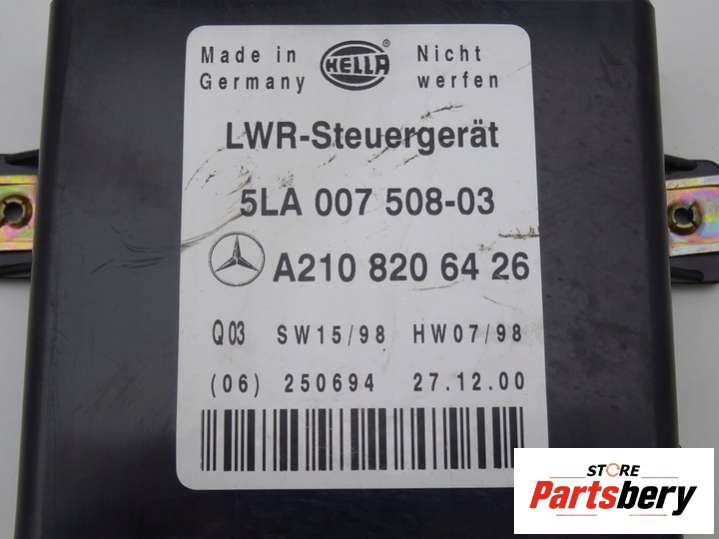 Made in Germany
HELLA ®
Nicht werfen
LWR-Steuergerät
5LA 007 508-03
A210 820 64 26
Q03 SW15/98 HW07/98
(06) 250694 27.12.00
STORE
Partsbery